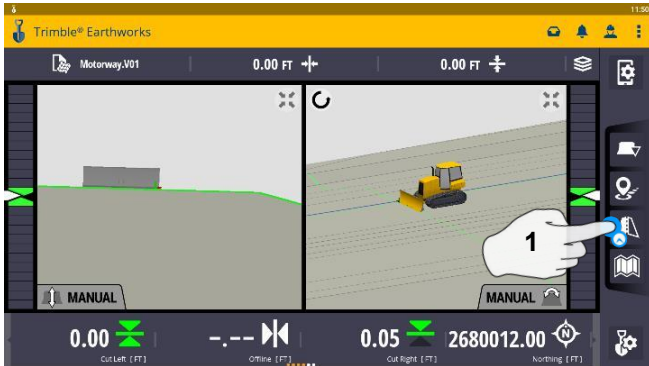 11:50
Trimble® Earthworks
Motorway.V01
0.00 FT
0.00 FT
1
MANUAL
MANUAL
0.00
-.--
0.05
2680012.00
Cut Left [FT]
Offline [FT]
Cut Right [FT]
Northing [FT]